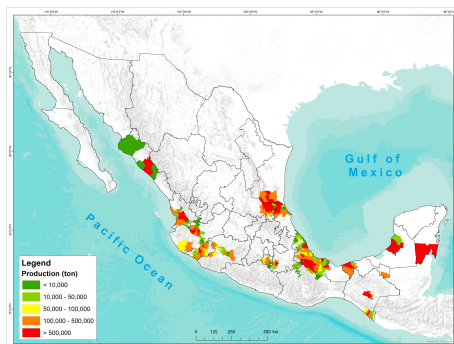 Gulf of
Mexico
Pacific Ocean
Legend
Production (ton)
< 10,000
10,000 - 50,000
50,000 - 100,000
100,000 - 500,000
> 500,000
0 125 250 500 km